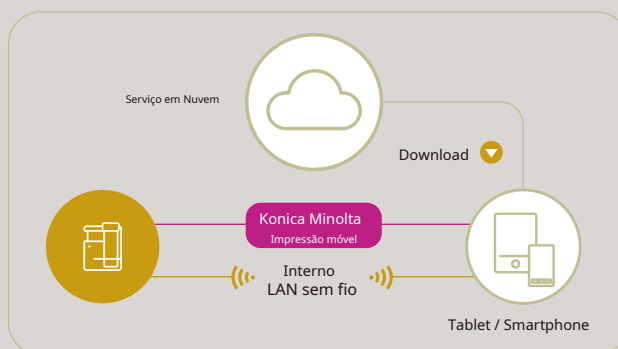 Serviço em Nuvem
Download
Konica Minolta
Impressão móvel
Interno
LAN sem fio
Tablet / Smartphone